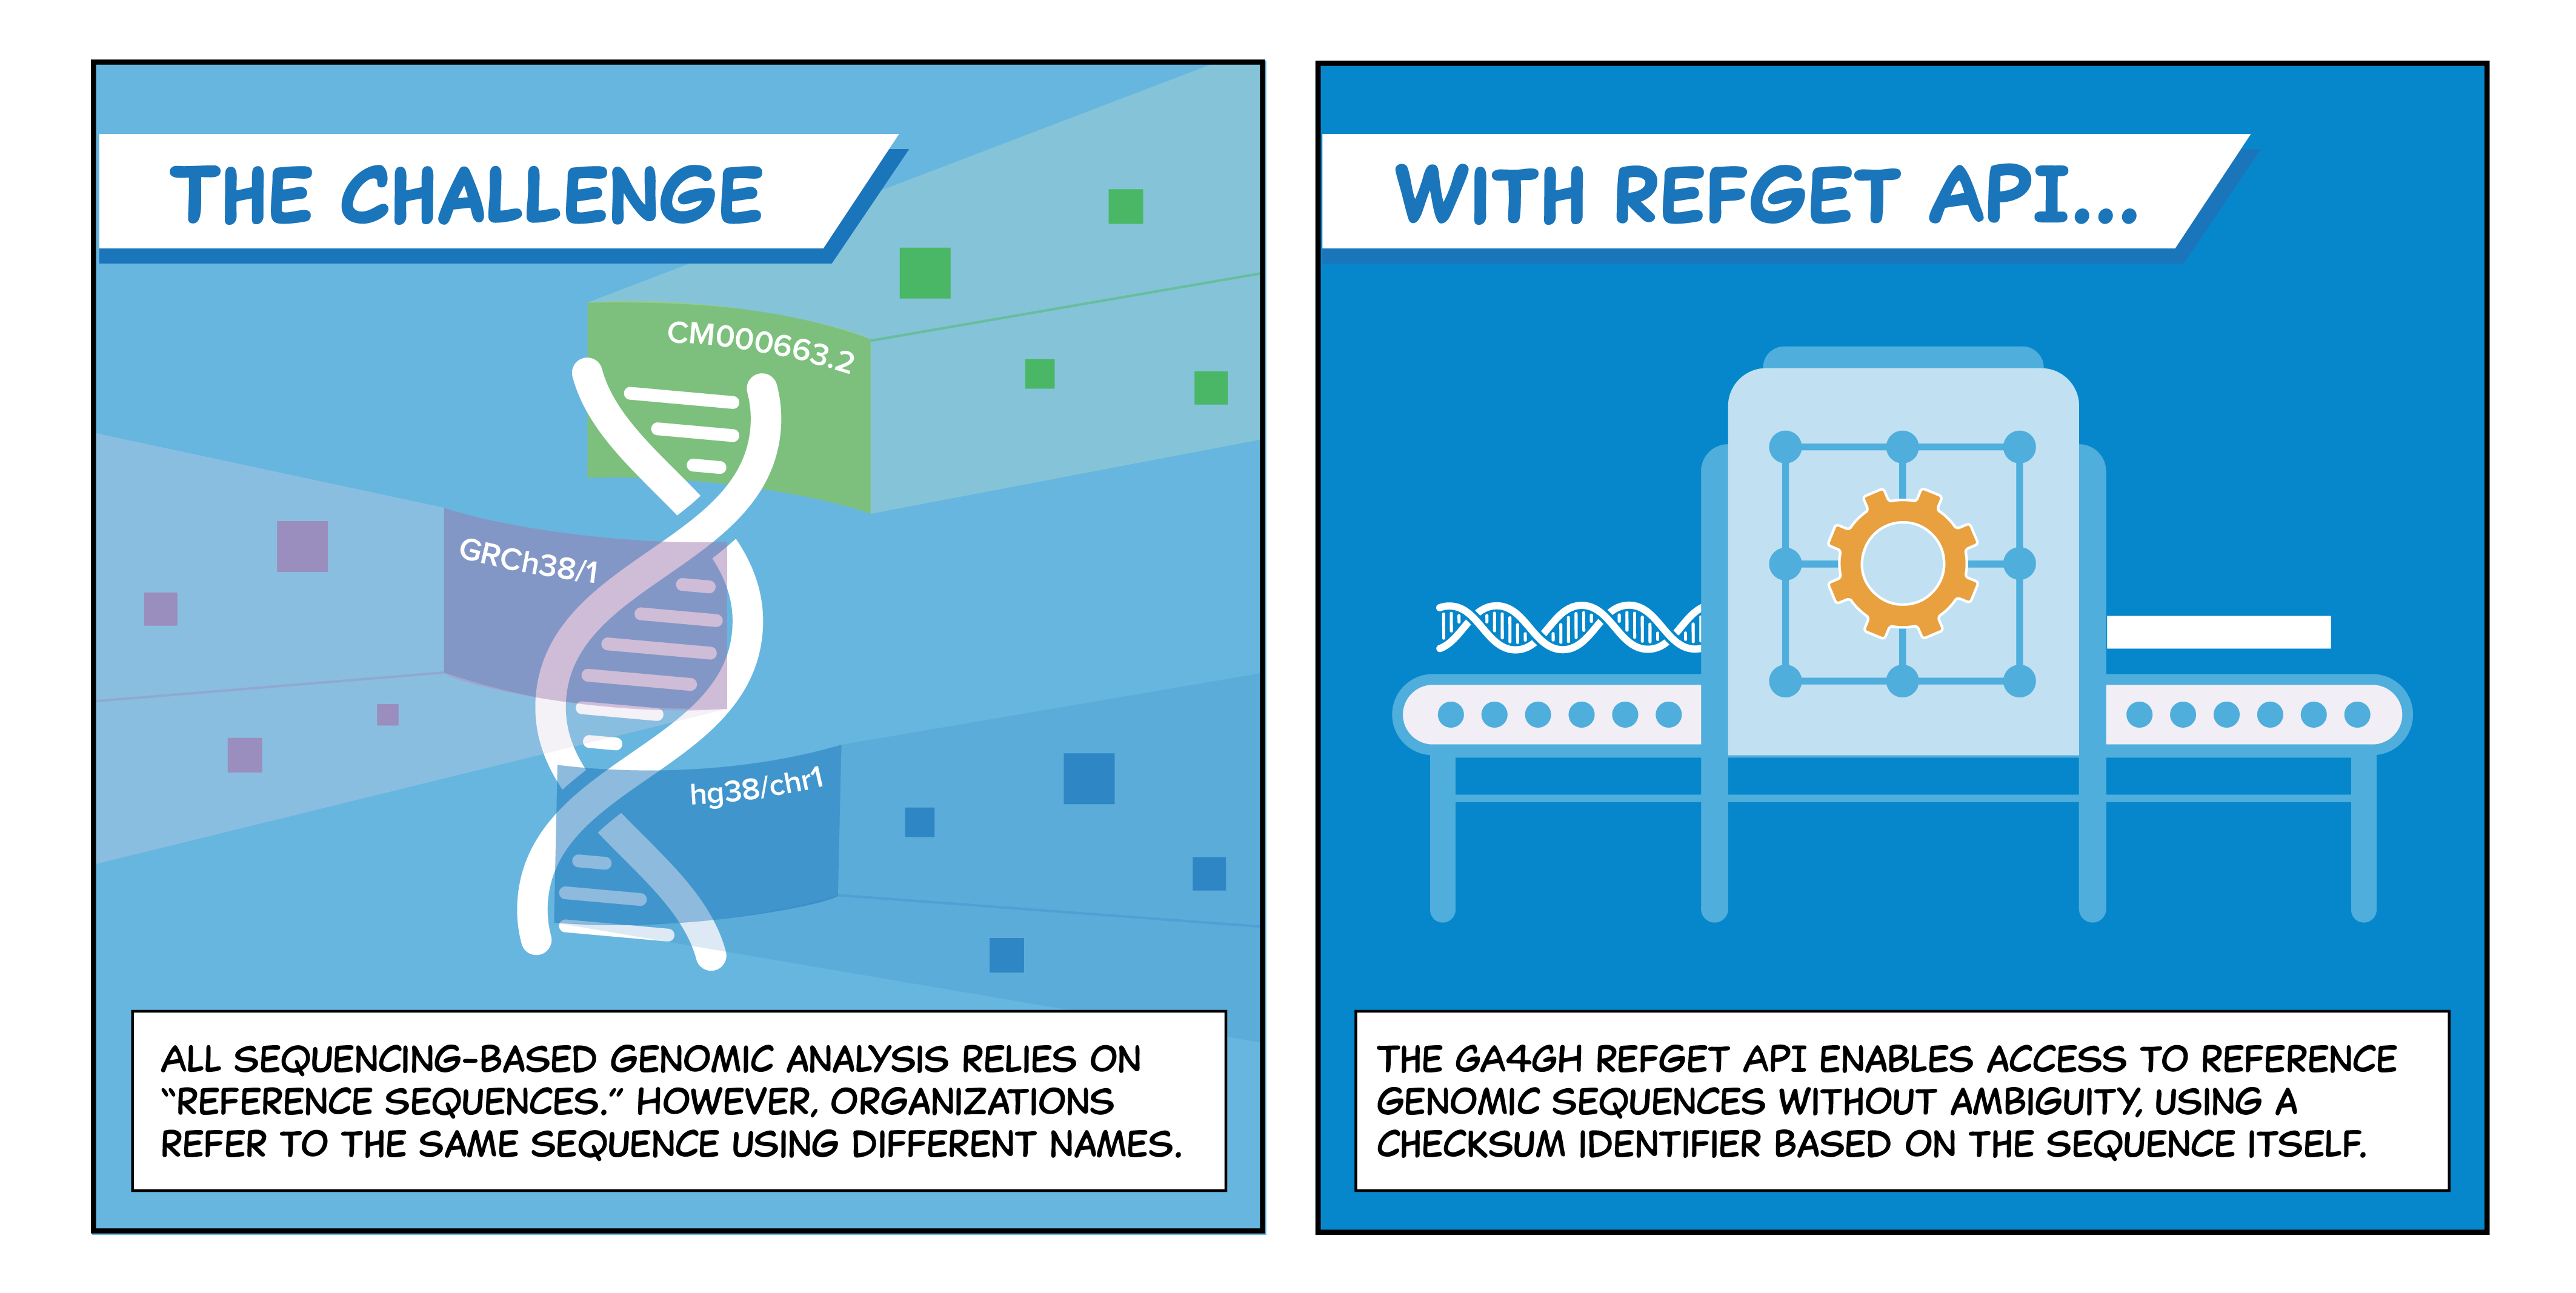 THE CHALLENGE
CM000663.2
GRCh38/1
hg38/chr1
ALL SEQUENCING-BASED GENOMIC ANALYSIS RELIES ON
“REFERENCE SEQUENCES.” HOWEVER, ORGANIZATIONS
REFER TO THE SAME SEQUENCE USING DIFFERENT NAMES.
WITH REFGET API...
THE GA4GH REFGET API ENABLES ACCESS TO REFERENCE
GENOMIC SEQUENCES WITHOUT AMBIGUITY, USING A
CHECKSUM IDENTIFIER BASED ON THE SEQUENCE ITSELF.